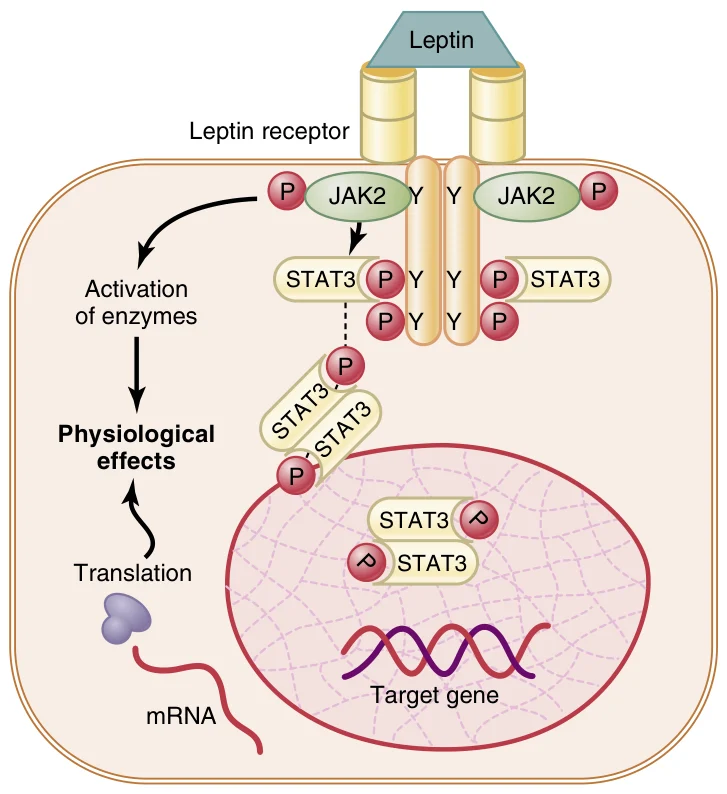 Leptin
Leptin receptor
P JAK2 Y Y JAK2 P
STAT3 P Y Y P STAT3
Activation
of enzymes
P Y Y P
P
STAT3
STAT3
P
Physiological
effects
STAT3 P
P STAT3
Translation
Target gene
mRNA